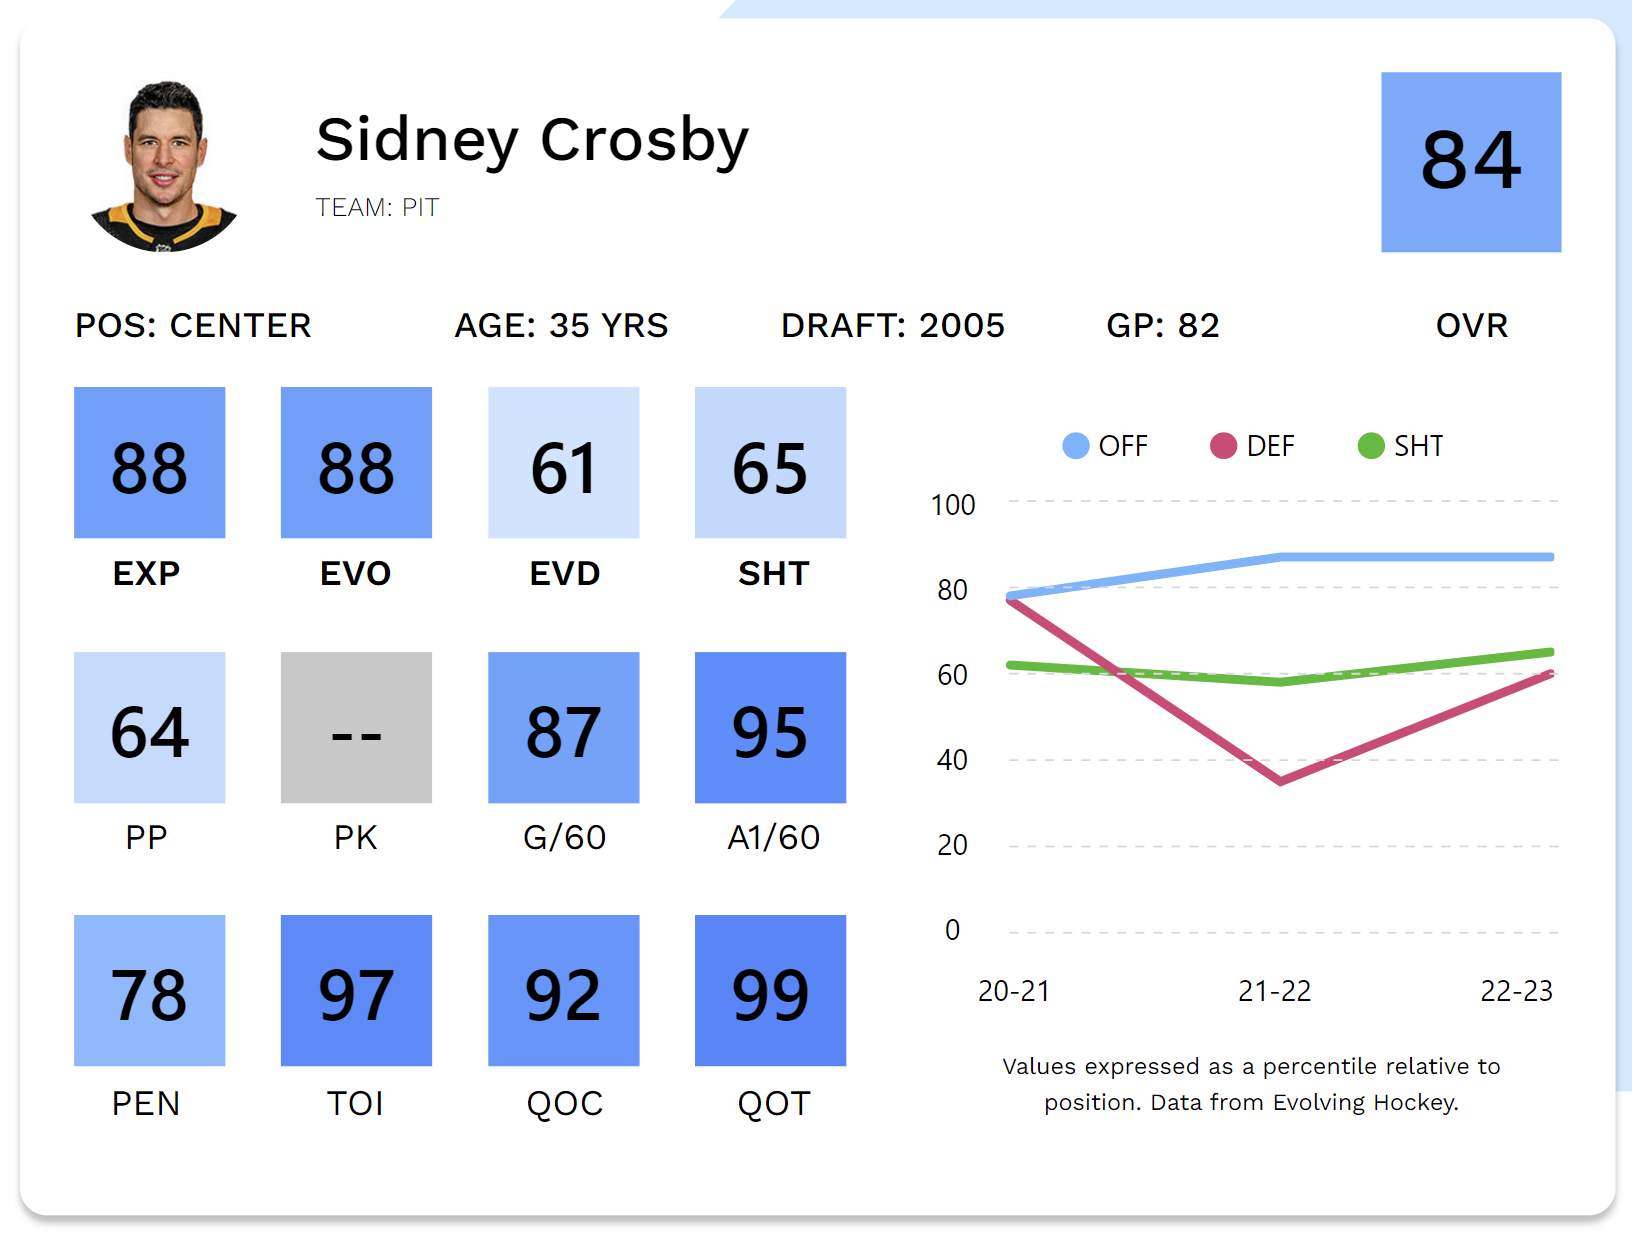 Sidney Crosby
TEAM: PIT
84
POS: CENTER
AGE: 35 YRS
DRAFT: 2005
GP: 82
OVR
88
88
61
65
EXP
EVO
EVD
SHT
64
--
87
95
PP
PK
G/60
A1/60
78
97
92
99
PEN
TOI
QOC
QOT
OFF
DEF
SHT
100
80
60
40
20
0
20-21
21-22
22-23
Values expressed as a percentile relative to
position. Data from Evolving Hockey.